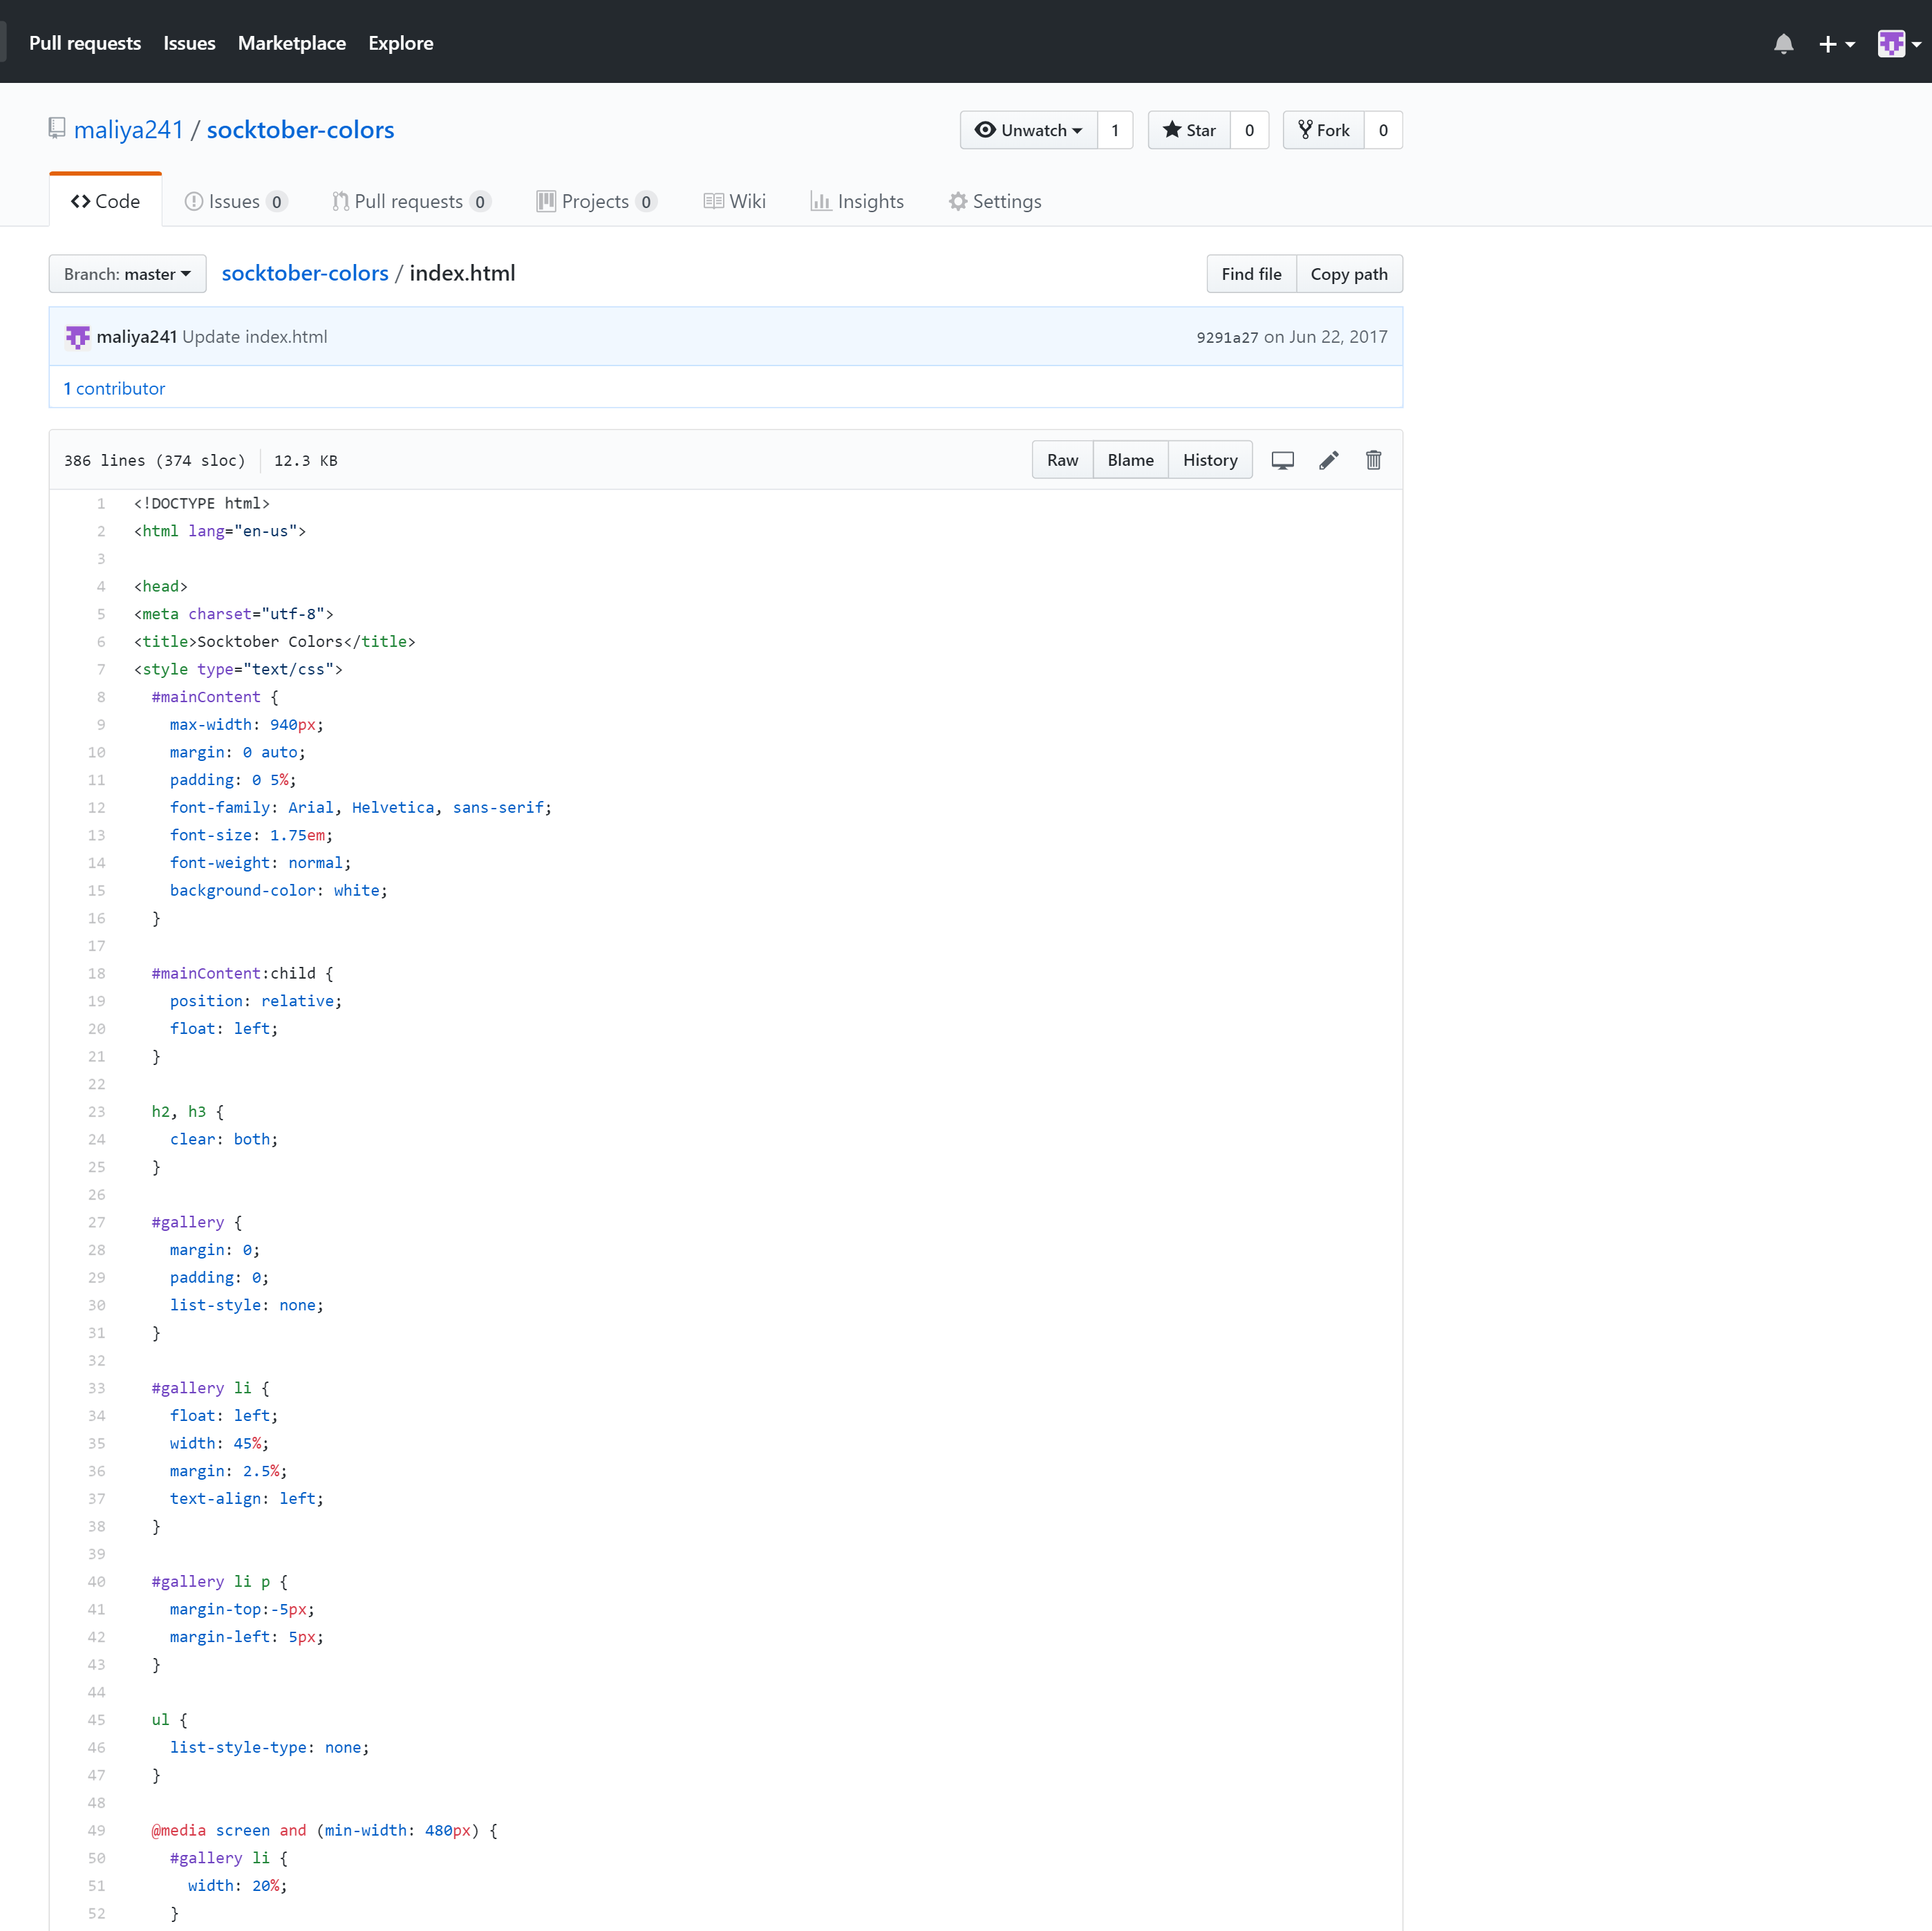 Pull requests Issues Marketplace Explore
maliya241 / socktober-colors Unwatch 1 Star 0 Fork 0
Code Issues 0 Pull requests 0 Projects 0 Wiki Insights Settings
Branch: master socktober-colors / index.html Find file Copy path
maliya241 Update index.html 9291a27 on Jun 22, 2017
1 contributor
386 lines (374 sloc) 12.3 KB Raw Blame History
1 <!DOCTYPE html>
2 <html lang="en-us">
3
4 <head>
5 <meta charset="utf-8">
6 <title>Socktober Colors</title>
7 <style type="text/css">
8 #mainContent {
9 max-width: 940px;
10 margin: 0 auto;
11 padding: 0 5%;
12 font-family: Arial, Helvetica, sans-serif;
13 font-size: 1.75em;
14 font-weight: normal;
15 background-color: white;
16 }
17
18 #mainContent:child {
19 position: relative;
20 float: left;
21 }
22
23 h2, h3 {
24 clear: both;
25 }
26
27 #gallery {
28 margin: 0;
29 padding: 0;
30 list-style: none;
31 }
32
33 #gallery li {
34 float: left;
35 width: 45%;
36 margin: 2.5%;
37 text-align: left;
38 }
39
40 #gallery li p {
41 margin-top:-5px;
42 margin-left: 5px;
43 }
44
45 ul {
46 list-style-type: none;
47 }
48
49 @media screen and (min-width: 480px) {
50 #gallery li {
51 width: 20%;
52 }